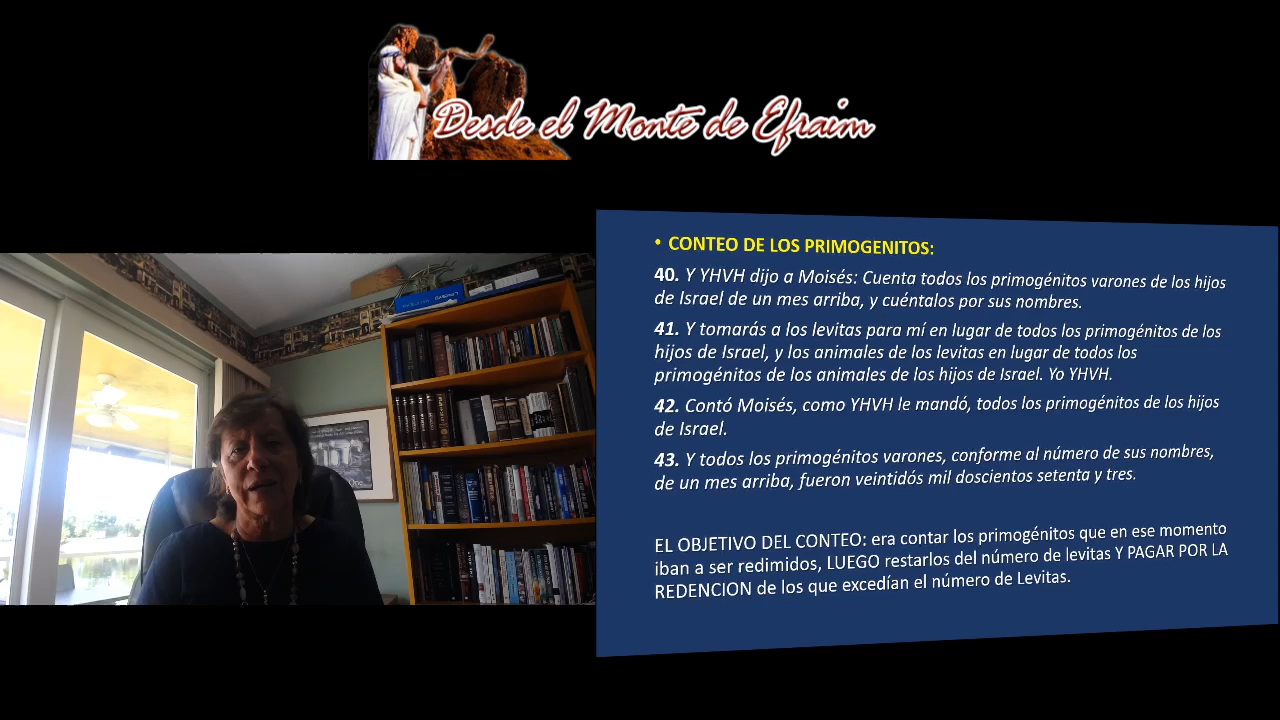 Desde el Monte de Efraim
• CONTEO DE LOS PRIMOGENITOS:
40. Y YHVH dijo a Moisés: Cuenta todos los primogénitos varones de los hijos
de Israel de un mes arriba, y cuéntalos por sus nombres.
41. Y tomarás a los levitas para mí en lugar de todos los primogénitos de los
hijos de Israel, y los animales de los levitas en lugar de todos los
primogénitos de los animales de los hijos de Israel. Yo YHVH.
42. Contó Moisés, como YHVH le mandó, todos los primogénitos de los hijos
de Israel.
43. Y todos los primogénitos varones, conforme al número de sus nombres,
de un mes arriba, fueron veintidós mil doscientos setenta y tres.
EL OBJETIVO DEL CONTEO: era contar los primogénitos que en ese momento
iban a ser redimidos, LUEGO restarlos del número de levitas Y PAGAR POR LA
REDENCION de los que excedían el número de Levitas.
One